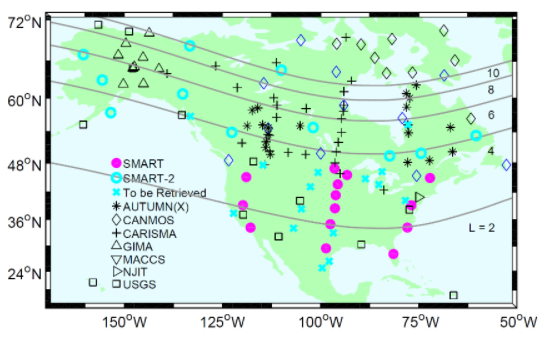 72°N
60°N
48°N
36°N
24°N
10
8
6
4
L = 2
SMART
SMART-2
To be Retrieved
AUTUMN(X)
CANMOS
CARISMA
GIMA
MACCS
NJIT
USGS
150°W 125°W 100°W 75°W 50°W